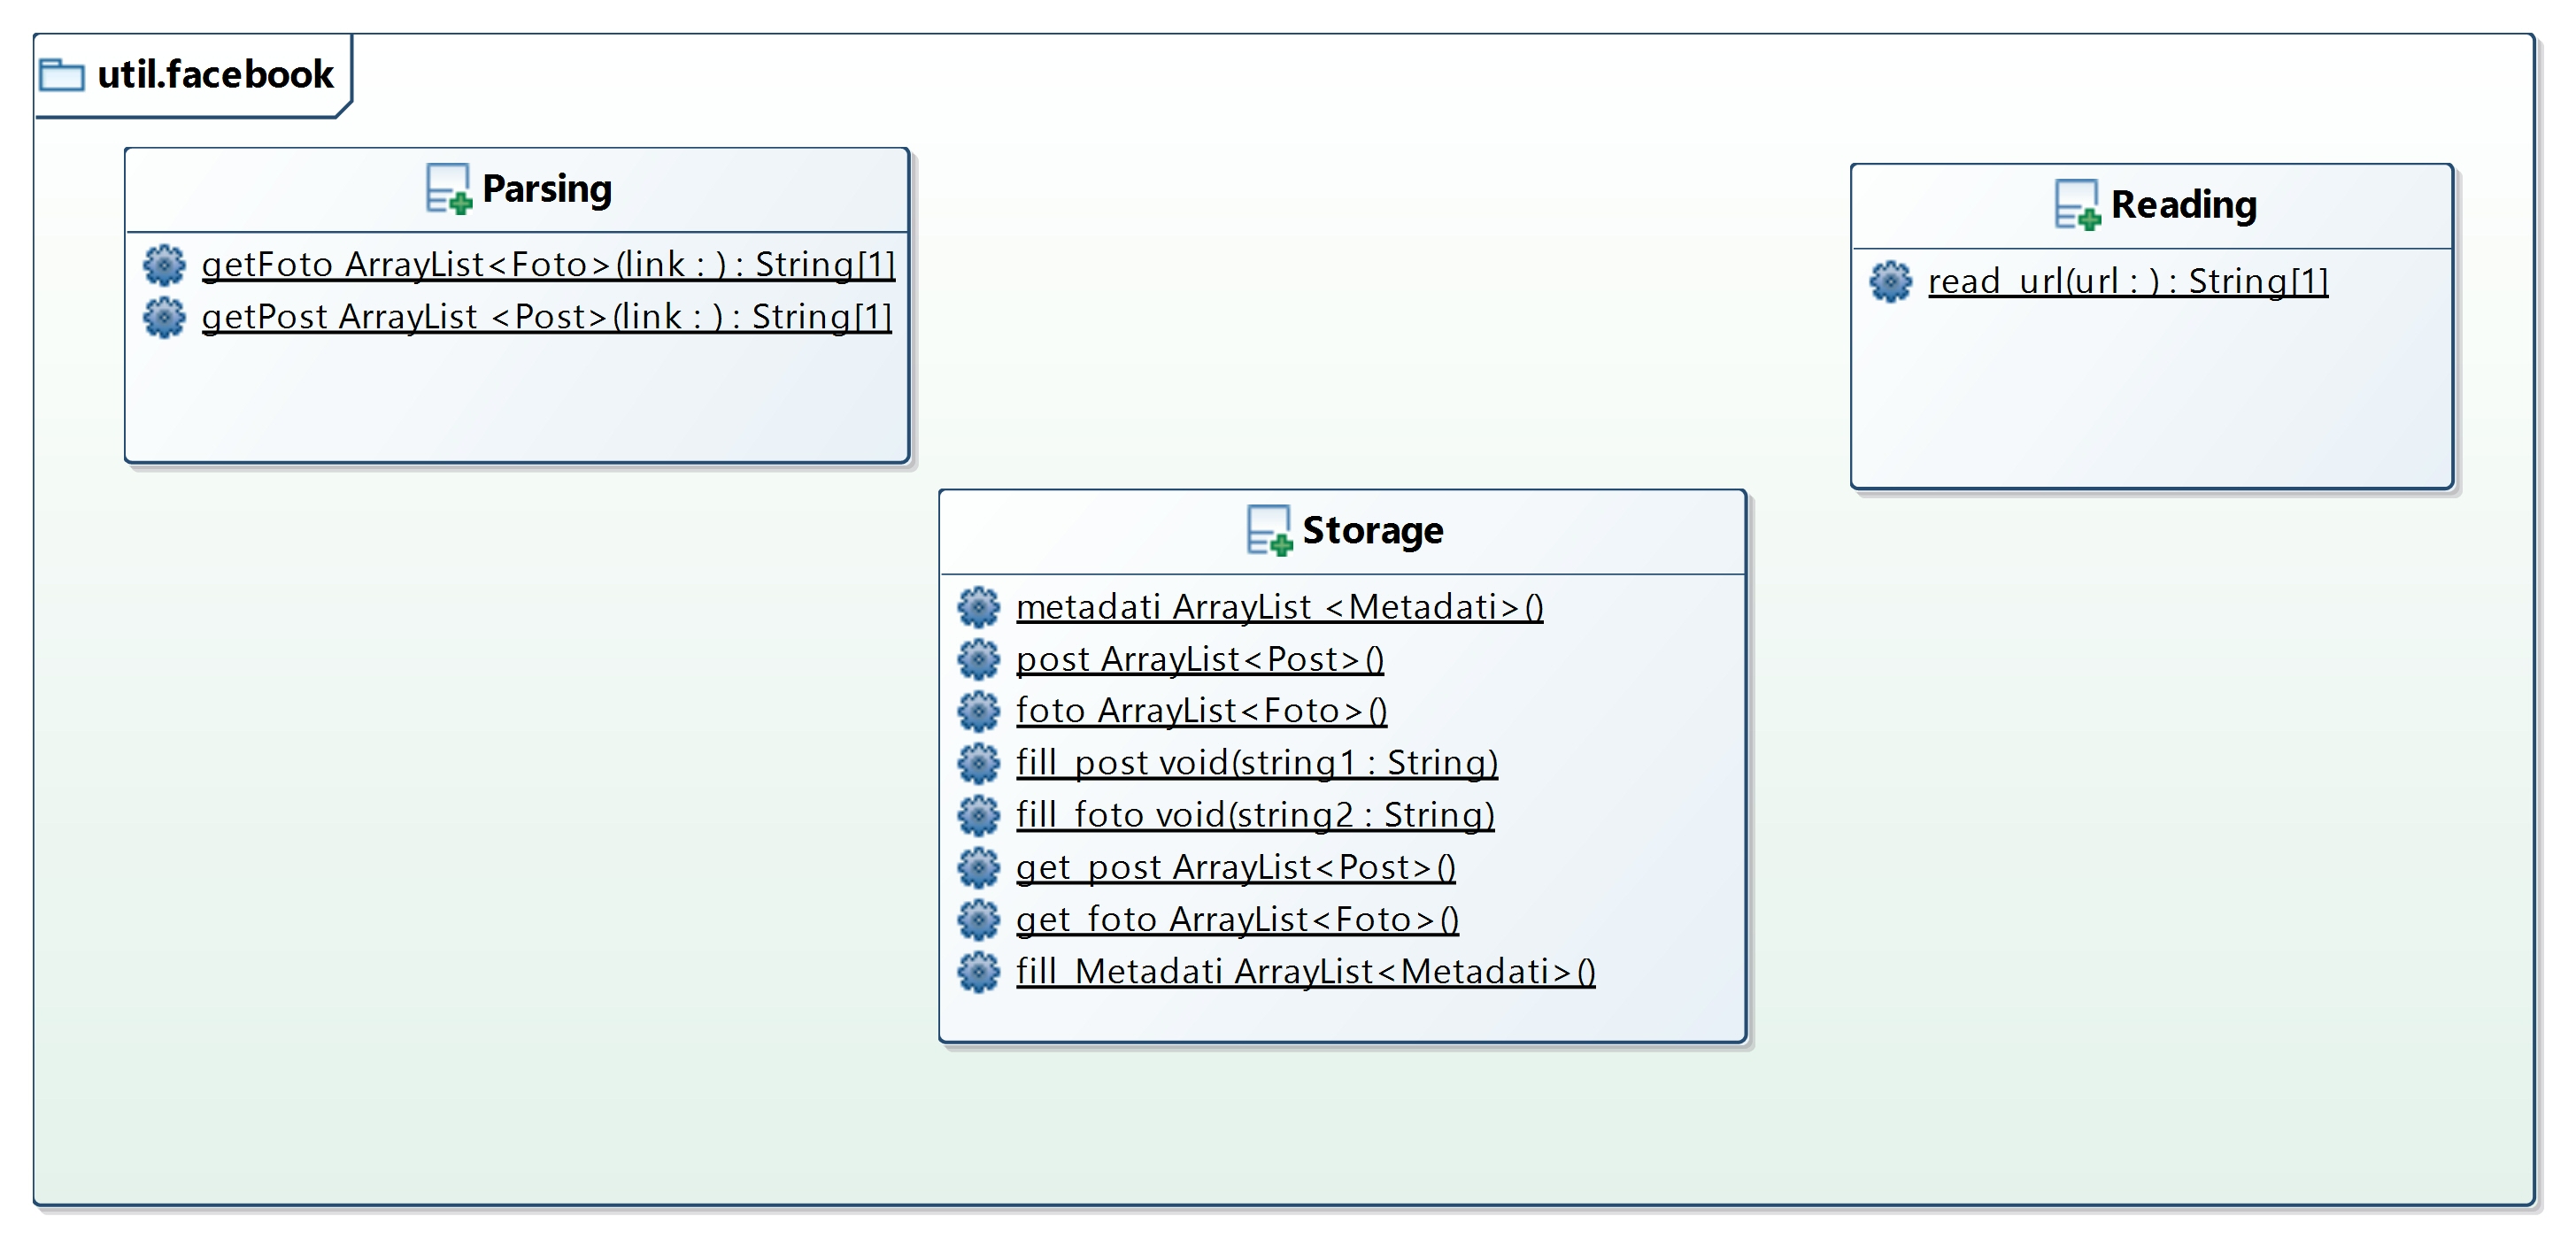 util.facebook
Parsing
getFoto ArrayList<Foto>(link : ) : String[1]
getPost ArrayList <Post>(link : ) : String[1]
Reading
read_url(url : ) : String[1]
Storage
metadati ArrayList <Metadati>()
post ArrayList<Post>()
foto ArrayList<Foto>()
fill_post void(string1 : String)
fill_foto void(string2 : String)
get_post ArrayList<Post>()
get_foto ArrayList<Foto>()
fill_Metadati ArrayList<Metadati>()